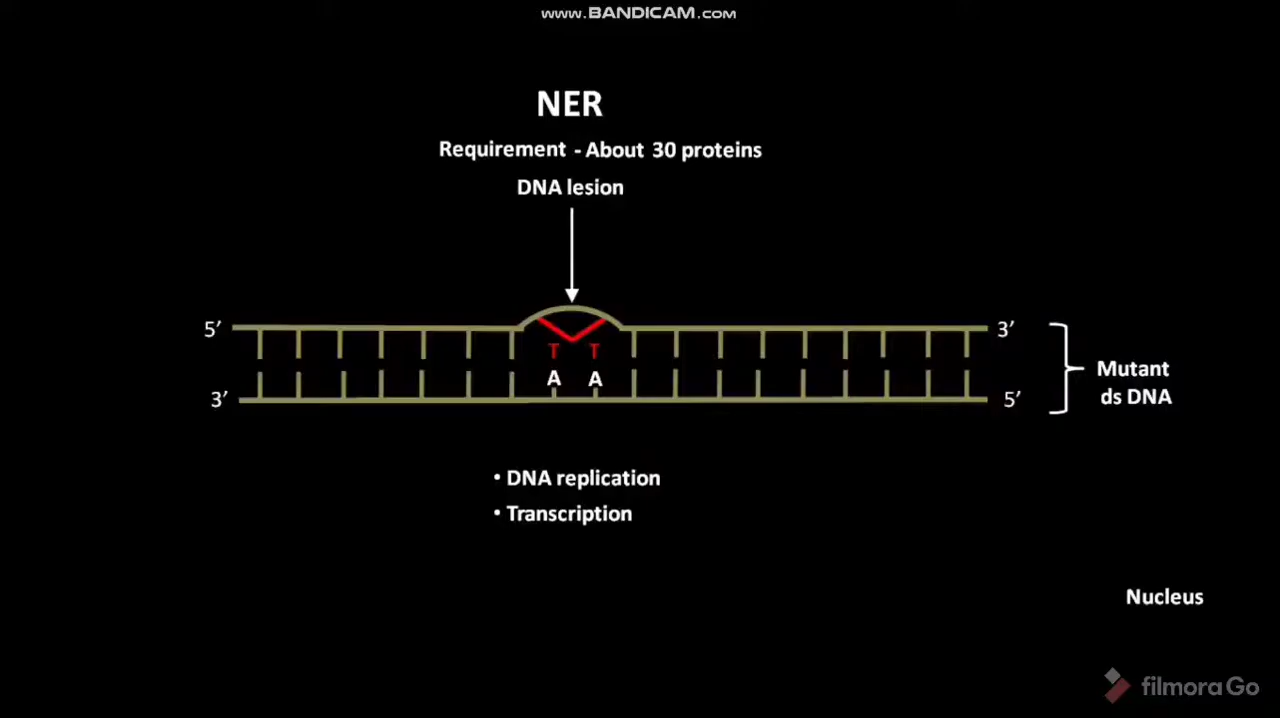 www.BANDICAM.com
NER
Requirement - About 30 proteins
DNA lesion
5’ 3’
T T
A A
3’ 5’
Mutant
ds DNA
• DNA replication
• Transcription
Nucleus
filmoraGo